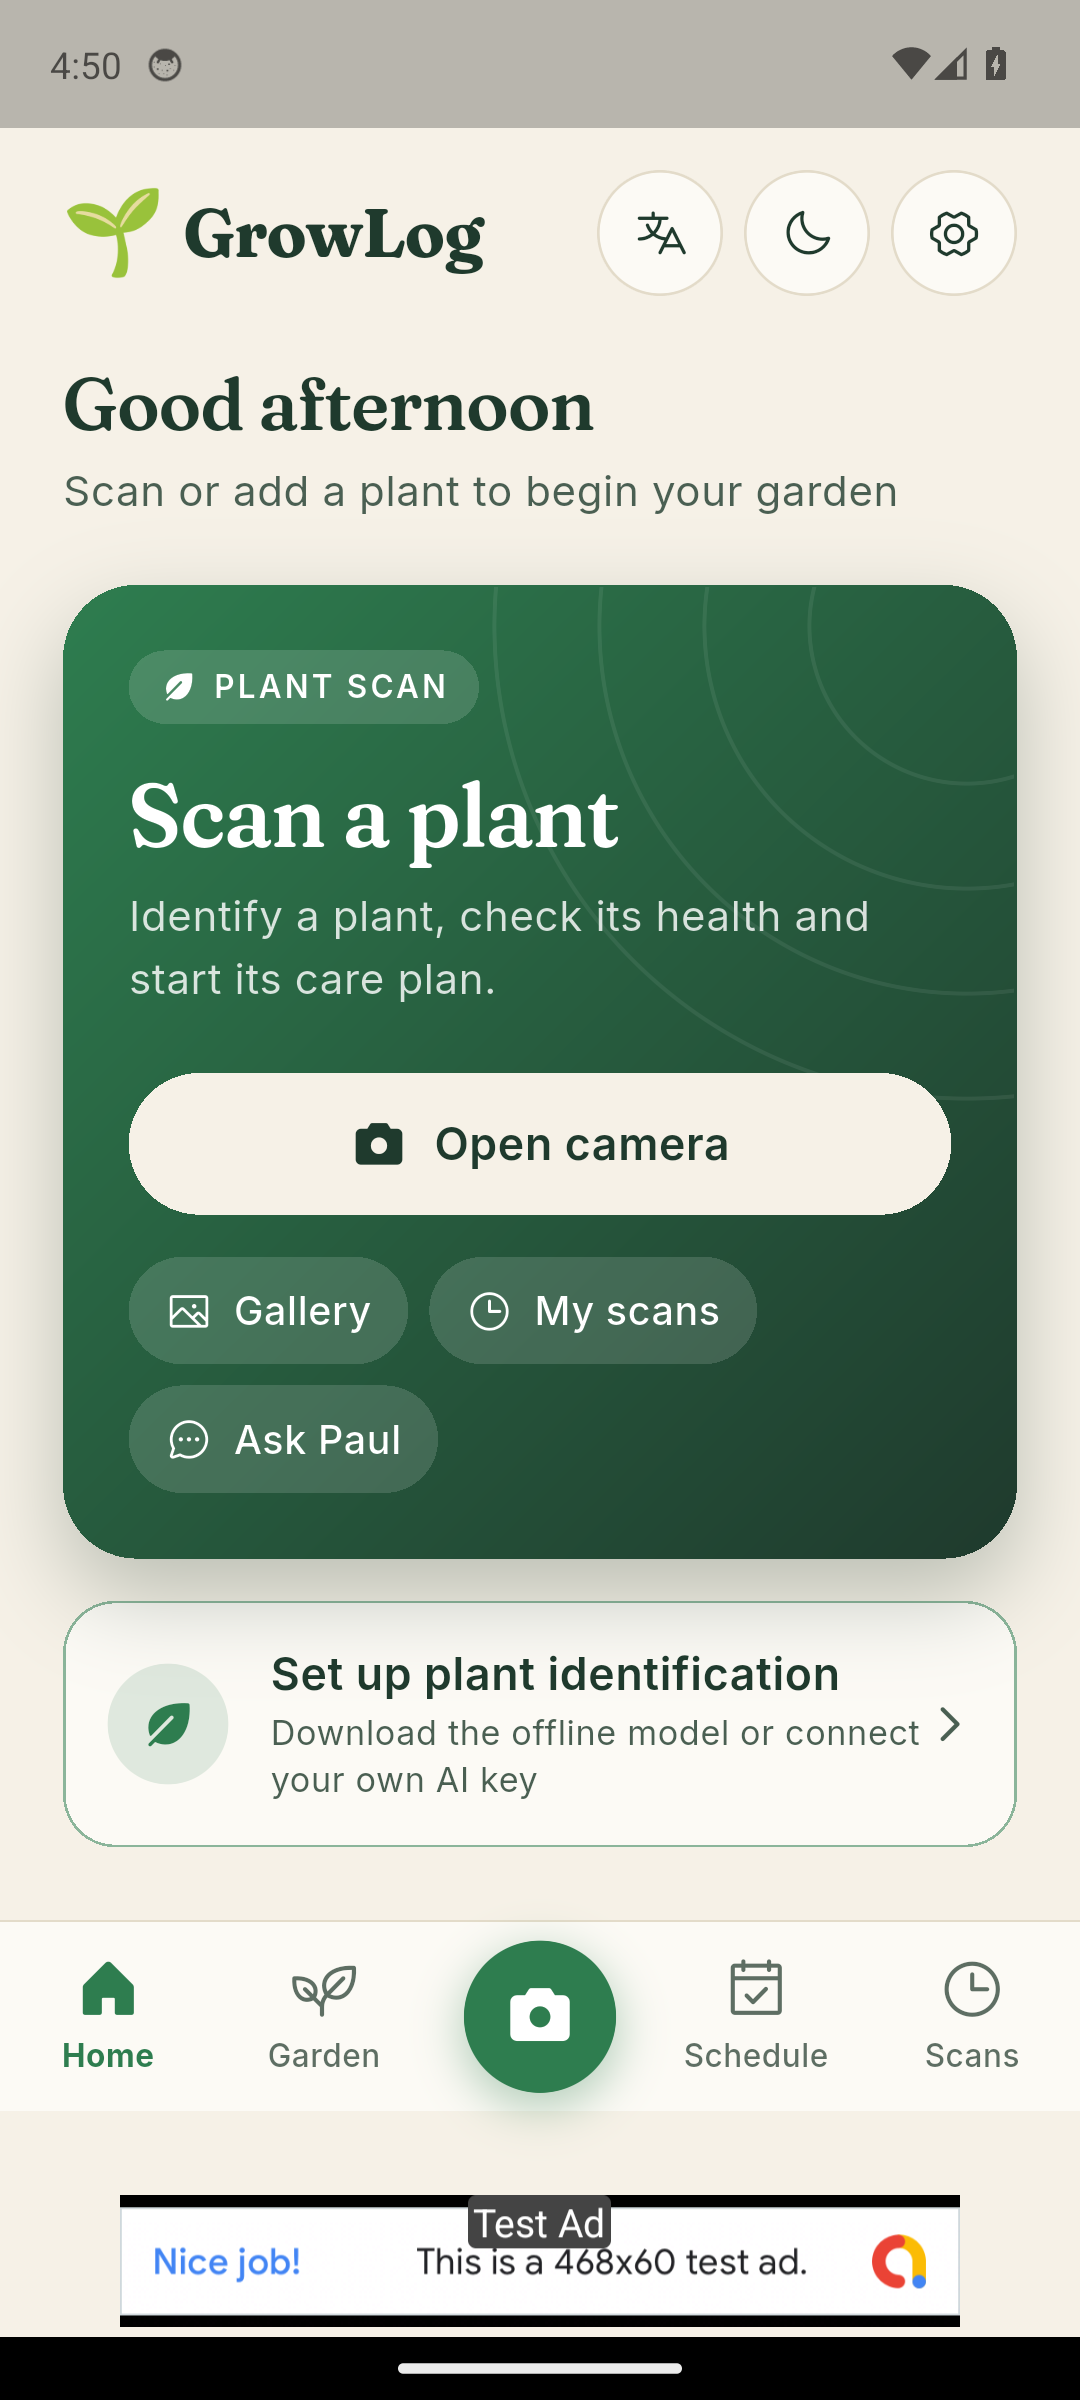 4:50
GrowLog
Good afternoon
Scan or add a plant to begin your garden
PLANT SCAN
Scan a plant
Identify a plant, check its health and
start its care plan.
Open camera
Gallery
My scans
Ask Paul
Set up plant identification
Download the offline model or connect
your own AI key
Home
Garden
Schedule
Scans
Test Ad
Nice job!
This is a 468x60 test ad.